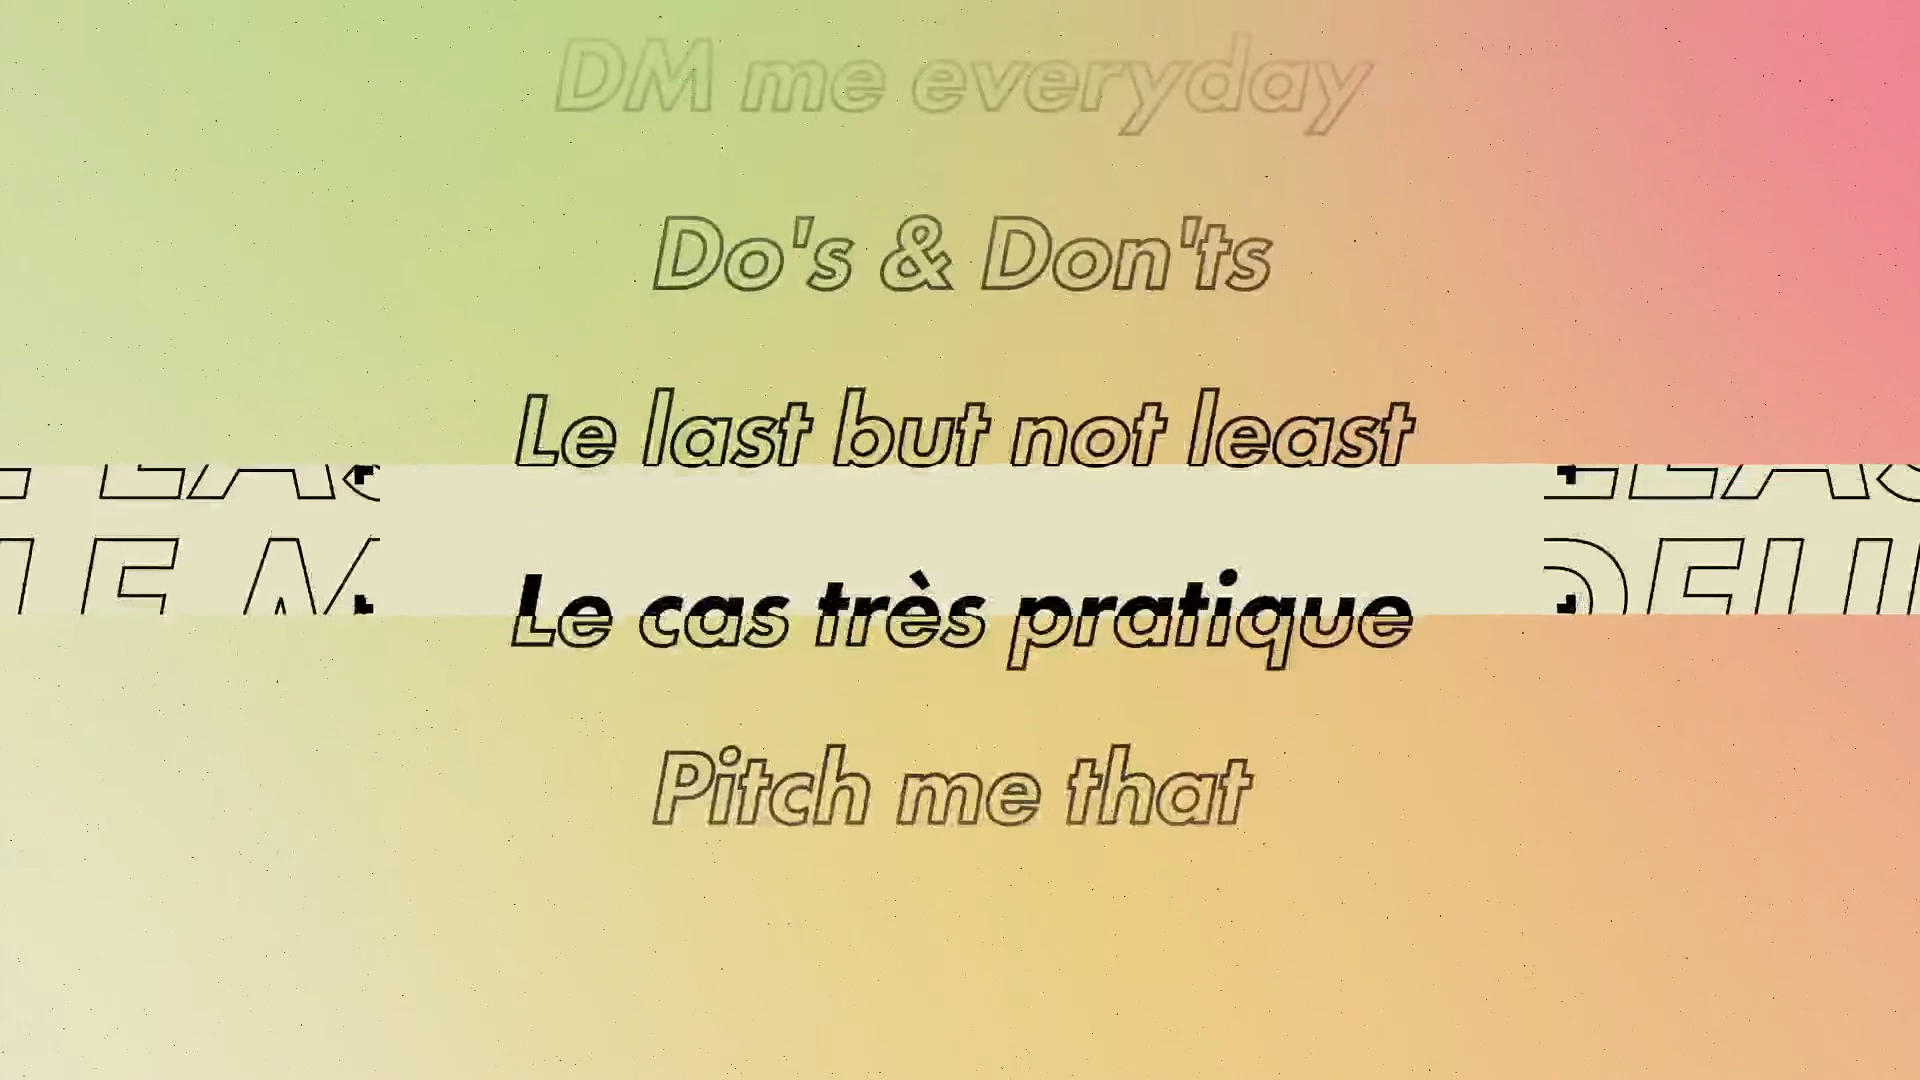 DM me everyday
Do's & Don'ts
Le last but not least
Le cas très pratique
Pitch me that